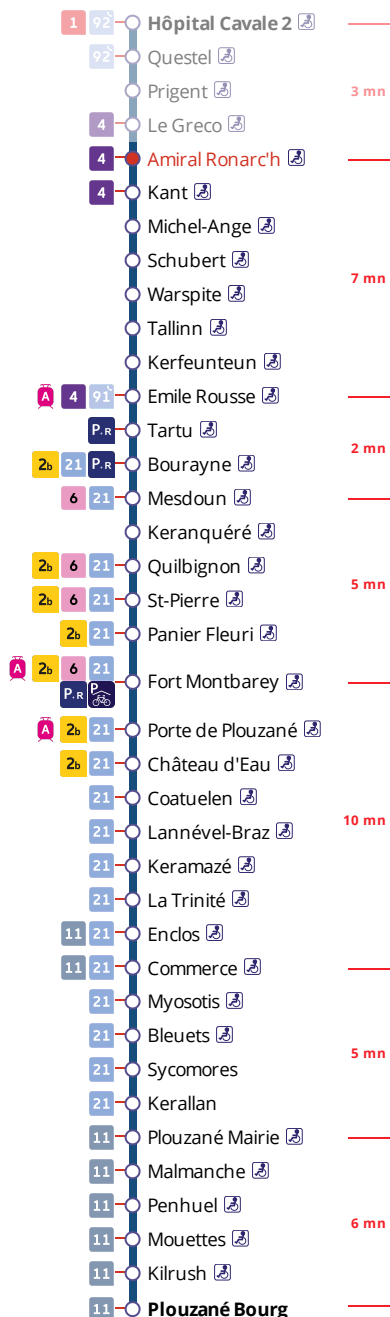 1 92 Hôpital Cavale 2
92 Questel
Prigent
3 mn
4 Le Greco
4 Amiral Ronarc'h
4 Kant
Michel-Ange
Schubert
7 mn
Warspite
Tallinn
Kerfeunteun
A 4 91 Emile Rousse
P+R Tartu
2 mn
2b 21 P+R Bourayne
6 21 Mesdoun
Keranquéré
2b 6 21 Quilbignon
5 mn
2b 6 21 St-Pierre
2b 21 Panier Fleuri
A 2b 6 21
P+R P Fort Montbarey
A 2b 21 Porte de Plouzané
2b 21 Château d'Eau
21 Coatuelen
10 mn
21 Lannével-Braz
21 Keramazé
21 La Trinité
11 21 Enclos
11 21 Commerce
21 Myosotis
21 Bleuets
5 mn
21 Sycomores
21 Kerallan
11 Plouzané Mairie
11 Malmanche
11 Penhuel
6 mn
11 Mouettes
11 Kilrush
11 Plouzané Bourg